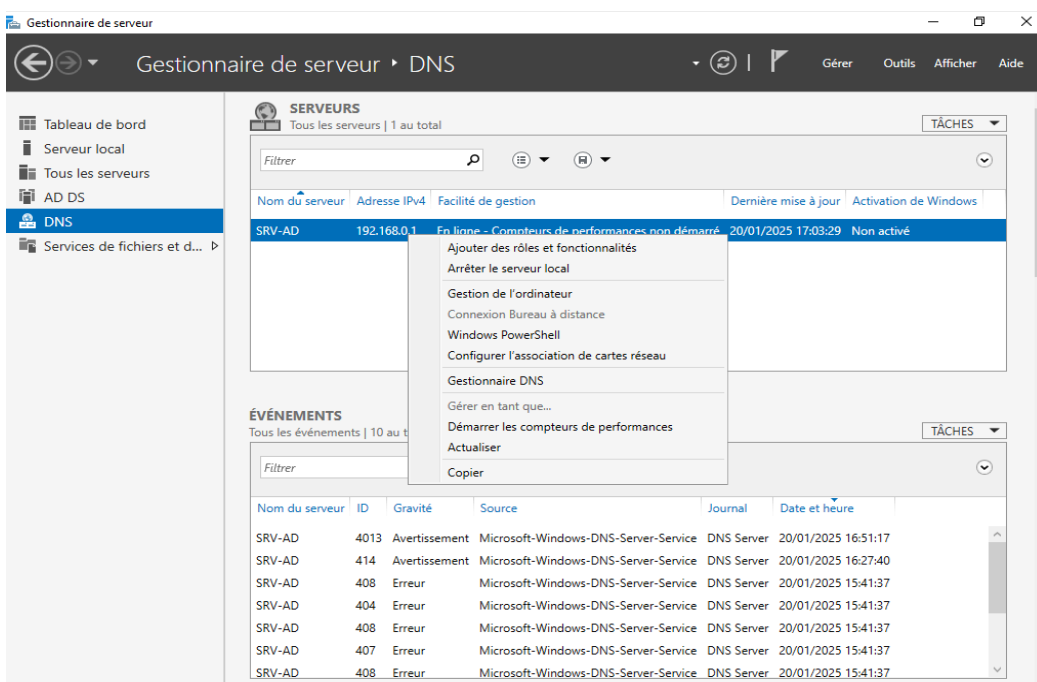 Gestionnaire de serveur
Gestionnaire de serveur ‣ DNS
Gérer Outils Afficher Aide
Tableau de bord
Serveur local
Tous les serveurs
AD DS
DNS
Services de fichiers et d...
SERVEURS
Tous les serveurs | 1 au total
TÂCHES
Filtrer
Nom du serveur Adresse IPv4 Facilité de gestion Dernière mise à jour Activation de Windows
SRV-AD 192.168.0.1 En ligne - Compteurs de performances non démarré 20/01/2025 17:03:29 Non activé
Ajouter des rôles et fonctionnalités
Arrêter le serveur local
Gestion de l'ordinateur
Connexion Bureau à distance
Windows PowerShell
Configurer l'association de cartes réseau
Gestionnaire DNS
Gérer en tant que...
Démarrer les compteurs de performances
Actualiser
Copier
ÉVÉNEMENTS
Tous les événements | 10 au t
TÂCHES
Filtrer
Nom du serveur ID Gravité Source Journal Date et heure
SRV-AD 4013 Avertissement Microsoft-Windows-DNS-Server-Service DNS Server 20/01/2025 16:51:17
SRV-AD 414 Avertissement Microsoft-Windows-DNS-Server-Service DNS Server 20/01/2025 16:27:40
SRV-AD 408 Erreur Microsoft-Windows-DNS-Server-Service DNS Server 20/01/2025 15:41:37
SRV-AD 404 Erreur Microsoft-Windows-DNS-Server-Service DNS Server 20/01/2025 15:41:37
SRV-AD 408 Erreur Microsoft-Windows-DNS-Server-Service DNS Server 20/01/2025 15:41:37
SRV-AD 407 Erreur Microsoft-Windows-DNS-Server-Service DNS Server 20/01/2025 15:41:37
SRV-AD 408 Erreur Microsoft-Windows-DNS-Server-Service DNS Server 20/01/2025 15:41:37